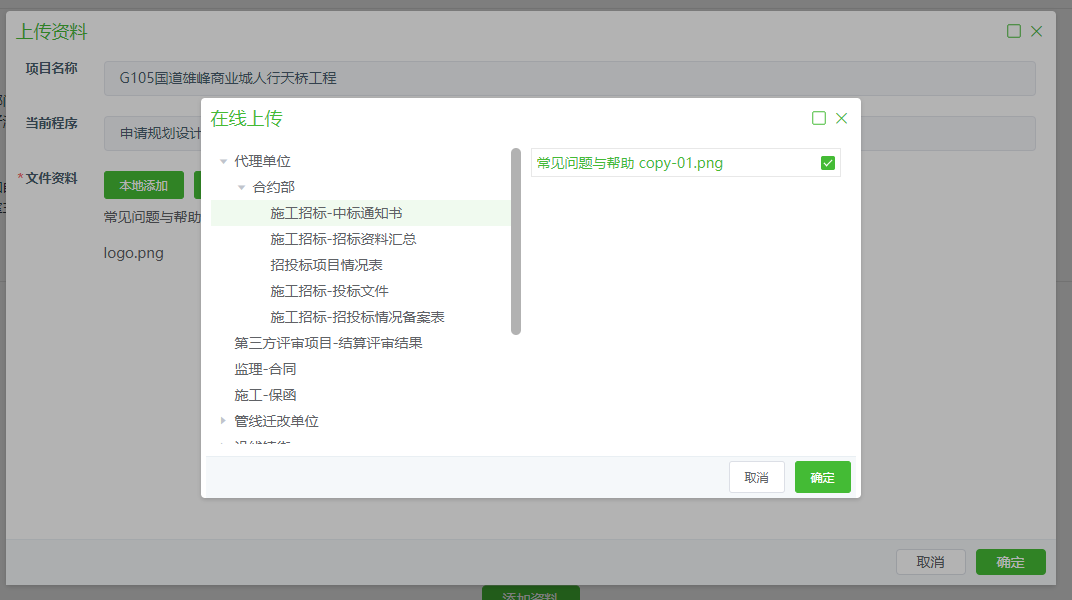 上传资料
项目名称
G105国道雄峰商业城人行天桥工程
当前程序
申请规划设计
*文件资料
本地添加
常见问题与帮助
logo.png
在线上传
代理单位
合约部
施工招标-中标通知书
施工招标-招标资料汇总
招投标项目情况表
施工招标-投标文件
施工招标-招投标情况备案表
第三方评审项目-结算评审结果
监理-合同
施工-保函
管线迁改单位
常见问题与帮助 copy-01.png
取消
确定
取消
确定
添加资料